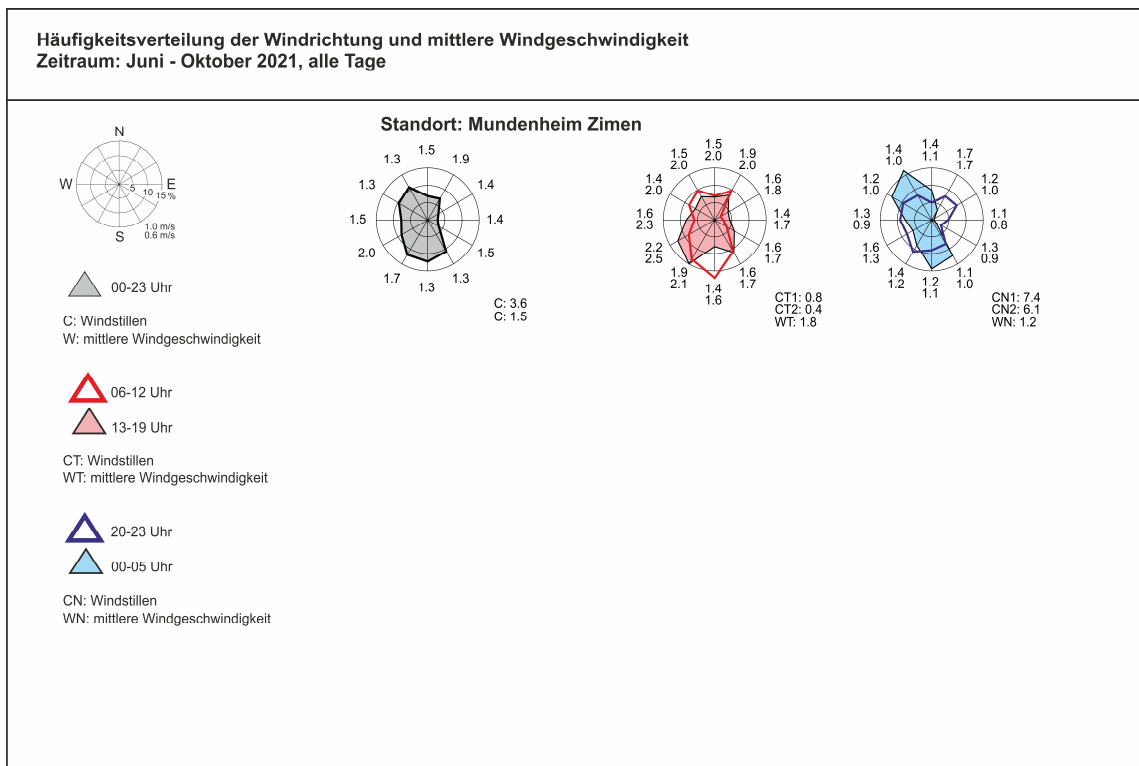 Häufigkeitsverteilung der Windrichtung und mittlere Windgeschwindigkeit
Zeitraum: Juni - Oktober 2021, alle Tage
N
W
E
S
5 10 15 %
1.0 m/s
0.6 m/s
00-23 Uhr
C: Windstillen
W: mittlere Windgeschwindigkeit
06-12 Uhr
13-19 Uhr
CT: Windstillen
WT: mittlere Windgeschwindigkeit
20-23 Uhr
00-05 Uhr
CN: Windstillen
WN: mittlere Windgeschwindigkeit
Standort: Mundenheim Zimen
1.5
1.9
1.4
1.4
1.5
1.3
1.3
1.7
2.0
1.5
1.3
1.3
C: 3.6
C: 1.5
1.5
2.0
1.9
2.0
1.6
1.8
1.4
1.7
1.6
1.7
1.6
1.7
1.4
1.6
1.9
2.1
2.2
2.5
1.6
2.3
1.4
2.0
1.5
2.0
CT1: 0.8
CT2: 0.4
WT: 1.8
1.4
1.1
1.7
1.7
1.2
1.0
1.1
0.8
1.3
0.9
1.1
1.0
1.2
1.1
1.4
1.2
1.6
1.3
1.3
0.9
1.2
1.0
1.4
1.0
CN1: 7.4
CN2: 6.1
WN: 1.2